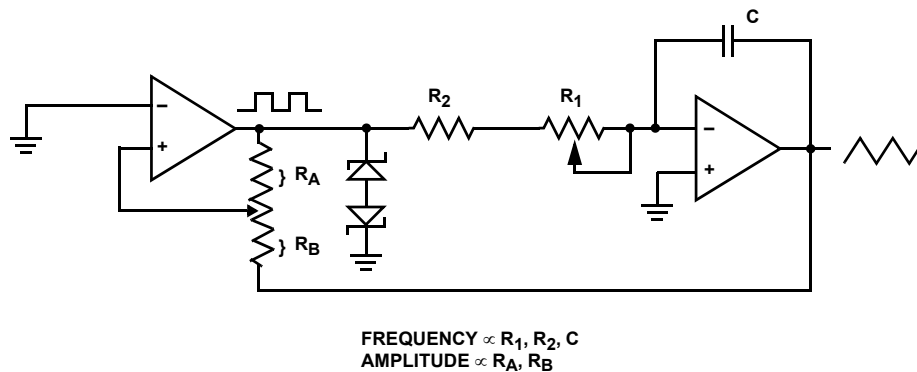 C
R2 R1
− −
+ +
} RA
} RB
FREQUENCY ∝ R1, R2, C
AMPLITUDE ∝ RA, RB